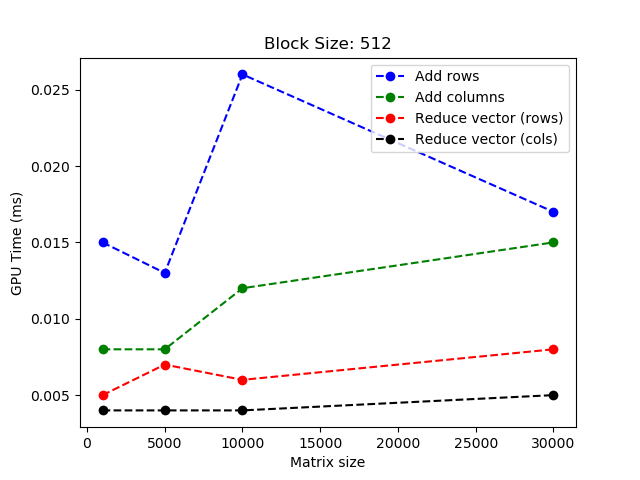 Block Size: 512
Add rows
Add columns
Reduce vector (rows)
Reduce vector (cols)
GPU Time (ms)
0.025
0.020
0.015
0.010
0.005
0 5000 10000 15000 20000 25000 30000
Matrix size